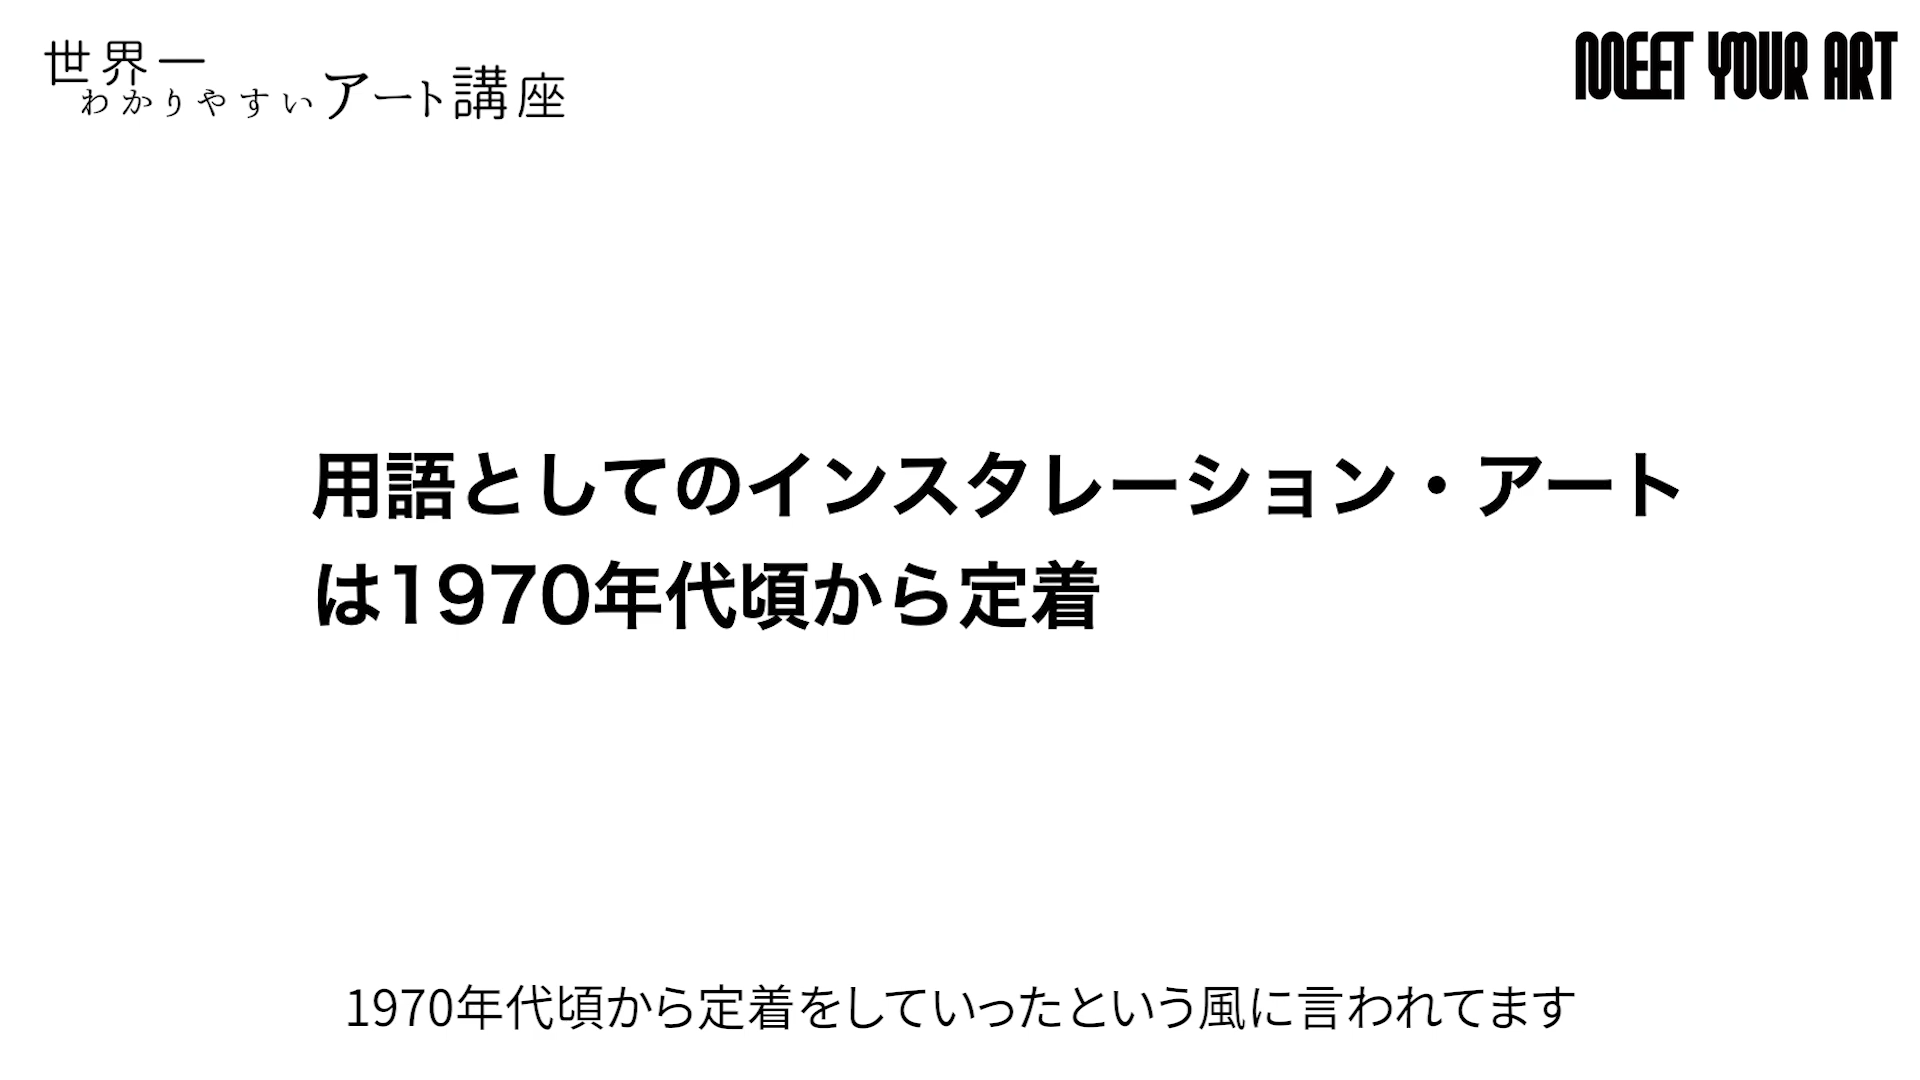 世界一
わかりやすいアート講座
MEET YOUR ART
用語としてのインスタレーション・アート
は1970年代頃から定着
1970年代頃から定着をしていったという風に言われてます